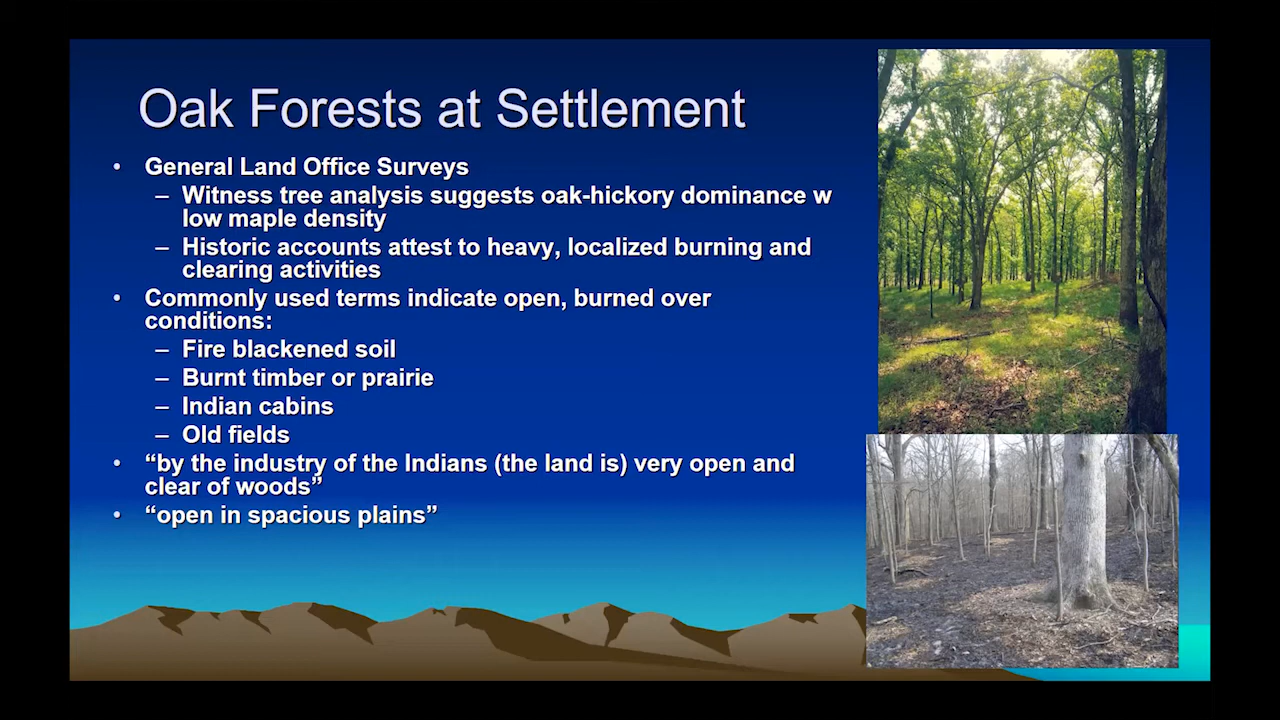 Oak Forests at Settlement
• General Land Office Surveys
– Witness tree analysis suggests oak-hickory dominance w
low maple density
– Historic accounts attest to heavy, localized burning and
clearing activities
• Commonly used terms indicate open, burned over
conditions:
– Fire blackened soil
– Burnt timber or prairie
– Indian cabins
– Old fields
• “by the industry of the Indians (the land is) very open and
clear of woods”
• “open in spacious plains”